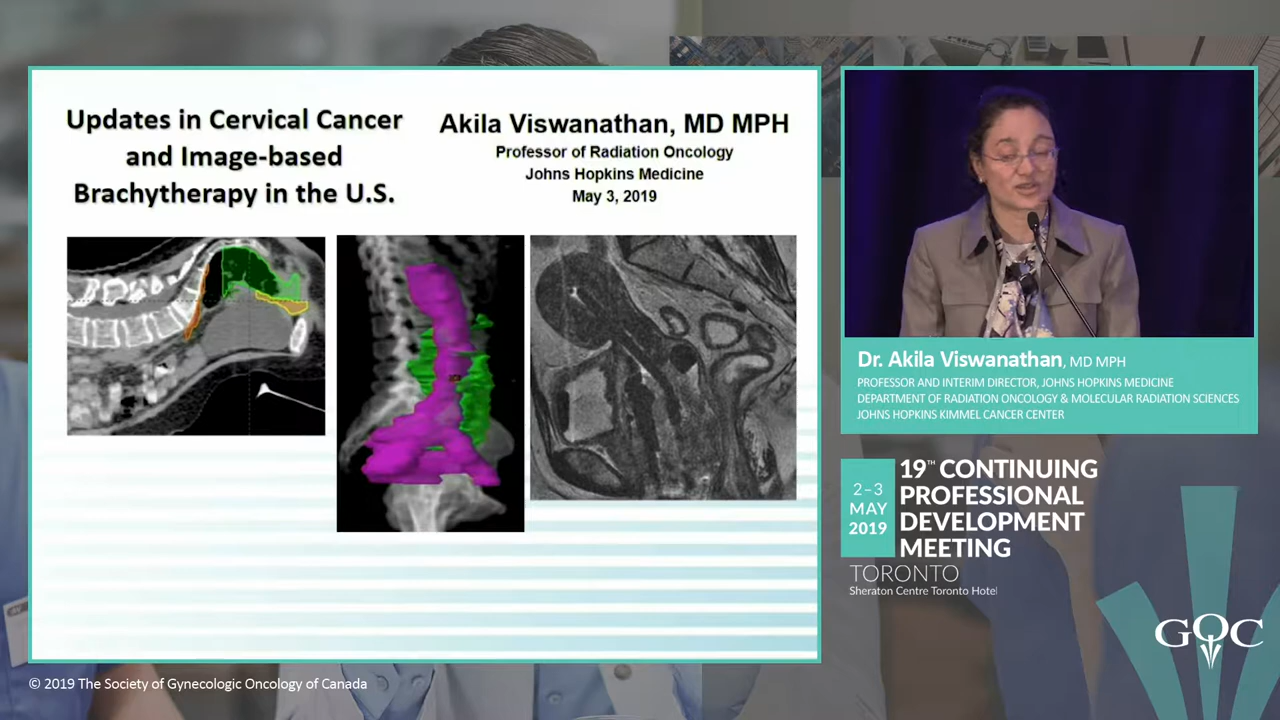 Updates in Cervical Cancer
and Image-based
Brachytherapy in the U.S.
Akila Viswanathan, MD MPH
Professor of Radiation Oncology
Johns Hopkins Medicine
May 3, 2019
Dr. Akila Viswanathan, MD MPH
PROFESSOR AND INTERIM DIRECTOR, JOHNS HOPKINS MEDICINE
DEPARTMENT OF RADIATION ONCOLOGY & MOLECULAR RADIATION SCIENCES
JOHNS HOPKINS KIMMEL CANCER CENTER
2–3
MAY
2019
19TH CONTINUING
PROFESSIONAL
DEVELOPMENT
MEETING
TORONTO
Sheraton Centre Toronto Hotel
GOC
© 2019 The Society of Gynecologic Oncology of Canada